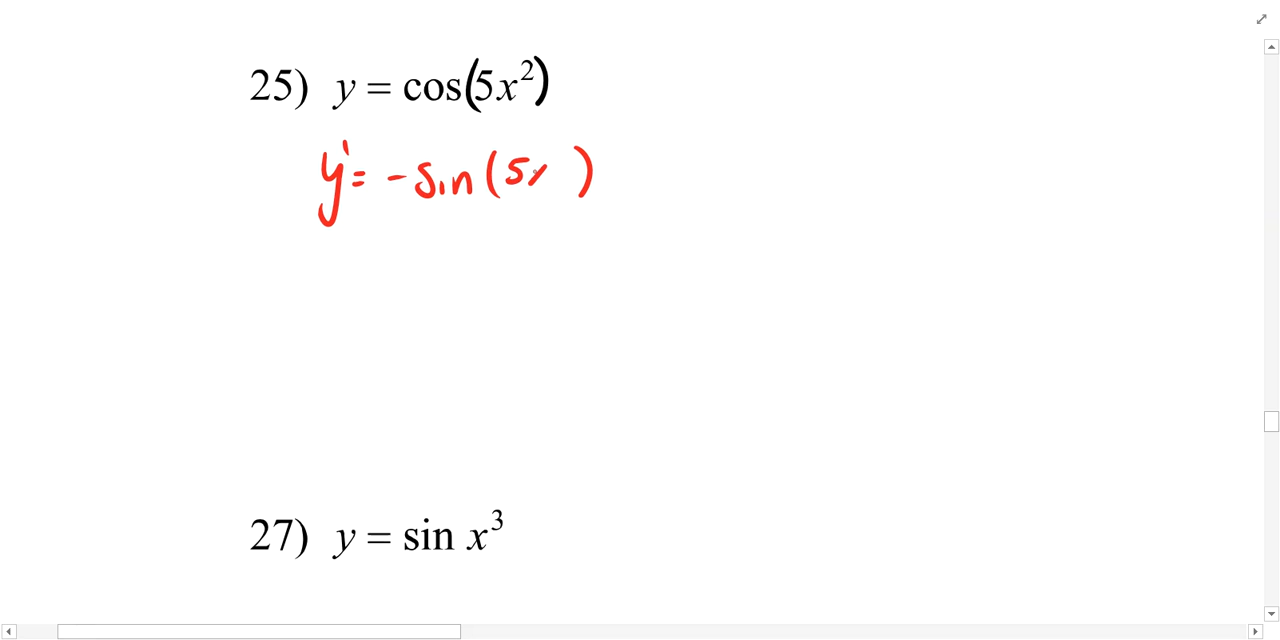 25) y = cos(5x²)
y' = -sin(5x )
27) y = sin x³